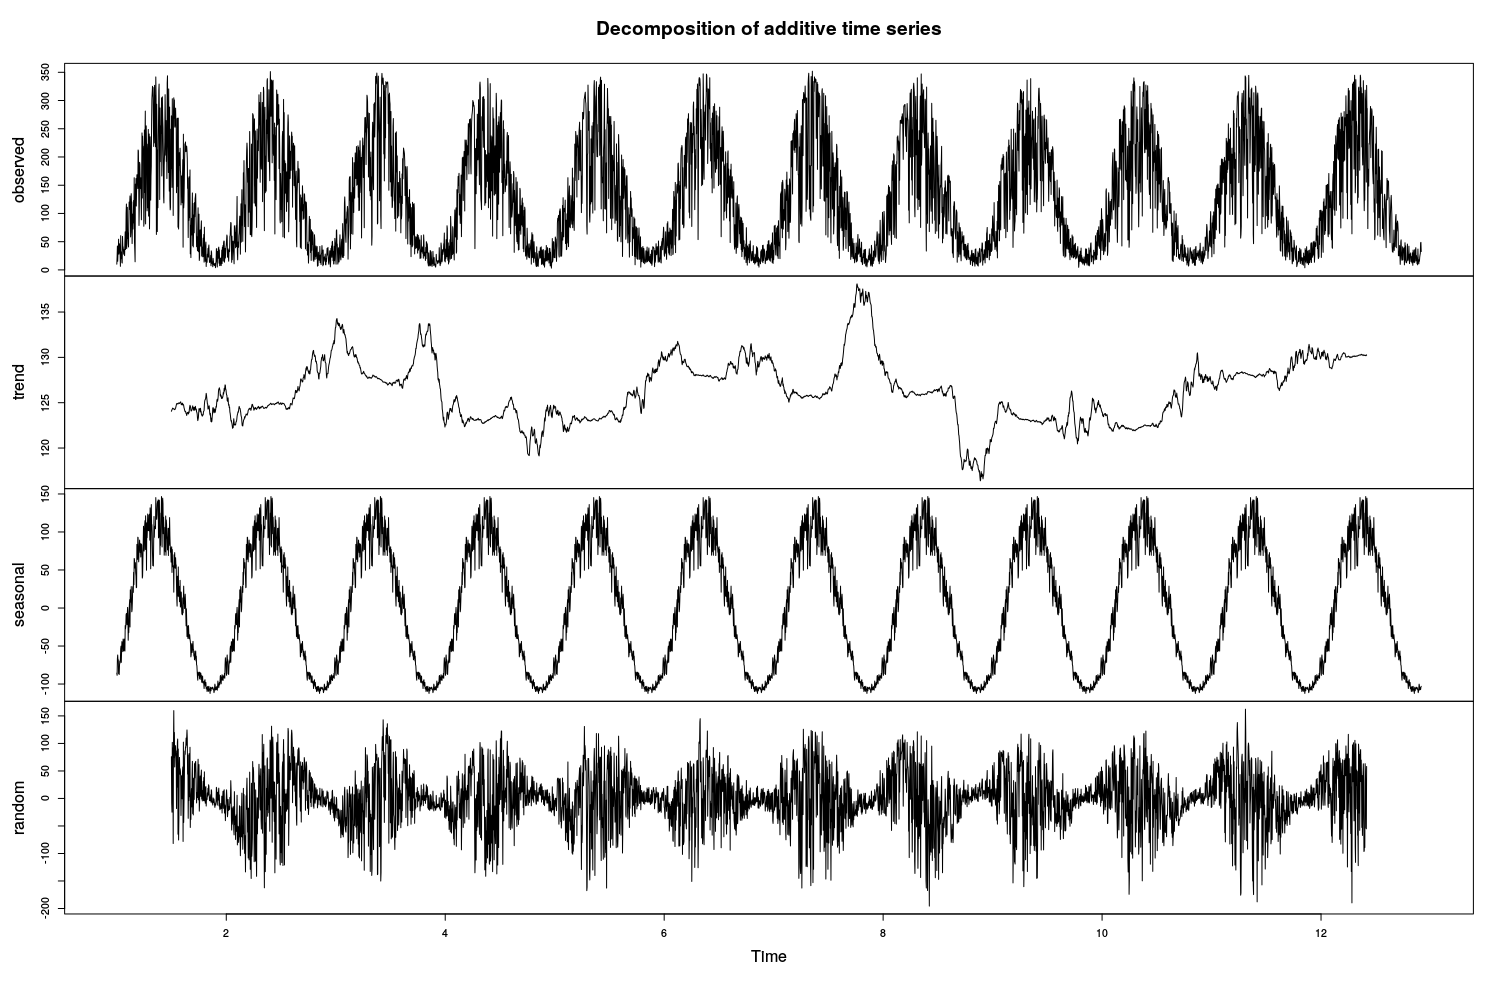 Decomposition of additive time series
observed
0 50 100 150 200 250 300 350
trend
120 125 130 135
seasonal
-100 -50 0 50 100 150
random
-200 -100 0 50 100 150
2 4 6 8 10 12
Time